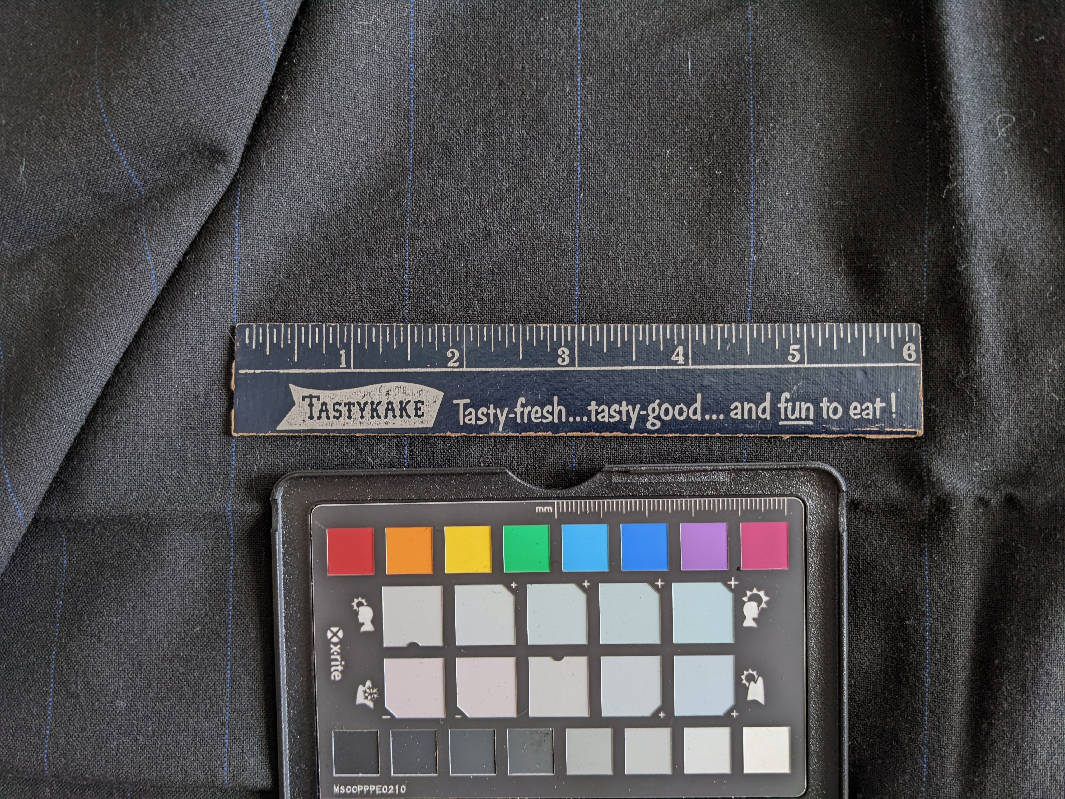 1 2 3 4 5 6
TASTYKAKE Tasty-fresh...tasty-good... and fun to eat!
mm
x·rite
MSCCPPPE0210